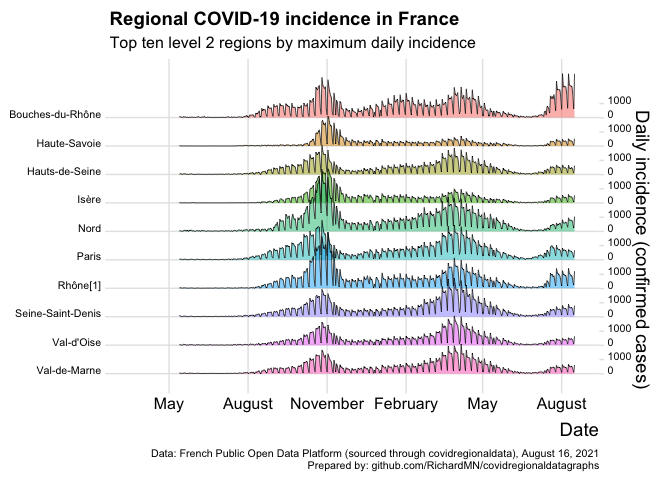 Regional COVID-19 incidence in France
Top ten level 2 regions by maximum daily incidence
Bouches-du-Rhône
1000
0
Haute-Savoie
1000
0
Hauts-de-Seine
1000
0
Isère
1000
0
Nord
1000
0
Paris
1000
0
Rhône[1]
1000
0
Seine-Saint-Denis
1000
0
Val-d'Oise
1000
0
Val-de-Marne
1000
0
Daily incidence (confirmed cases)
May August November February May August
Date
Data: French Public Open Data Platform (sourced through covidregionaldata), August 16, 2021
Prepared by: github.com/RichardMN/covidregionaldatagraphs